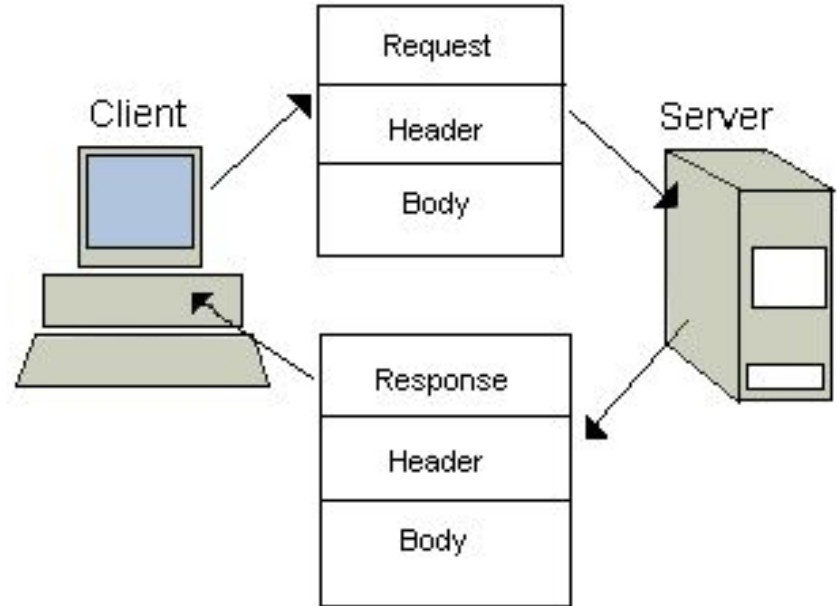 Client
Request
Header
Body
Server
Response
Header
Body